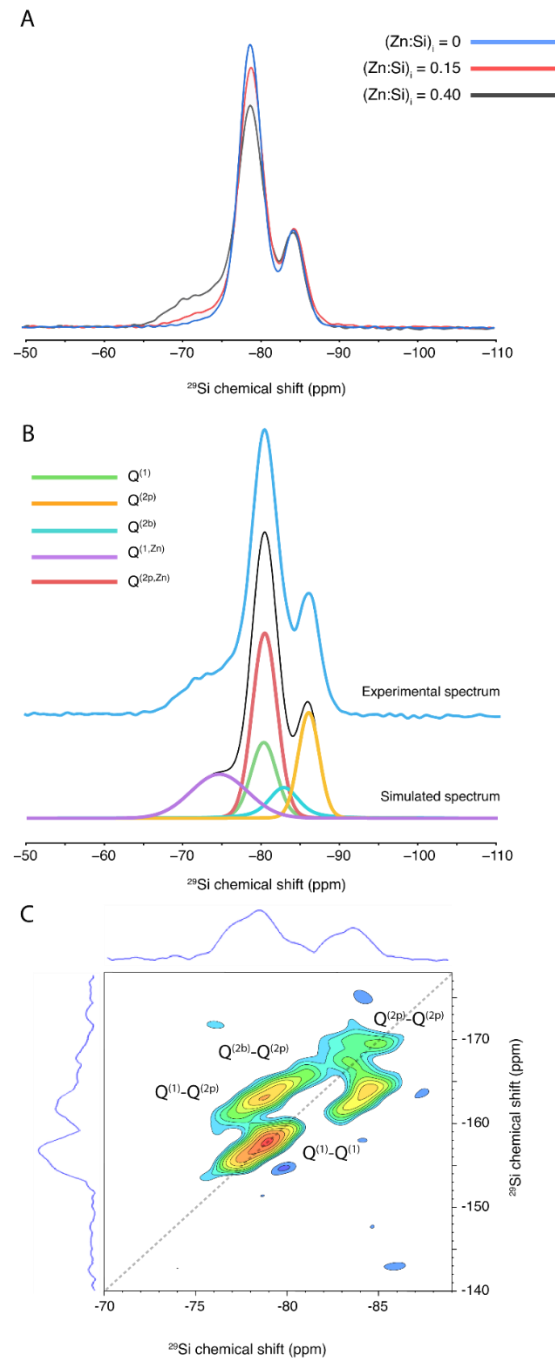 A
(Zn:Si)i = 0
(Zn:Si)i = 0.15
(Zn:Si)i = 0.40
−50 −60 −70 −80 −90 −100 −110
29Si chemical shift (ppm)
B
Q(1)
Q(2p)
Q(2b)
Q(1,Zn)
Q(2p,Zn)
Experimental spectrum
Simulated spectrum
−50 −60 −70 −80 −90 −100 −110
29Si chemical shift (ppm)
C
Q(2p)-Q(2p)
Q(2b)-Q(2p)
Q(1)-Q(2p)
Q(1)-Q(1)
-170
-160
-150
-140
29Si chemical shift (ppm)
-70 -75 -80 -85
29Si chemical shift (ppm)